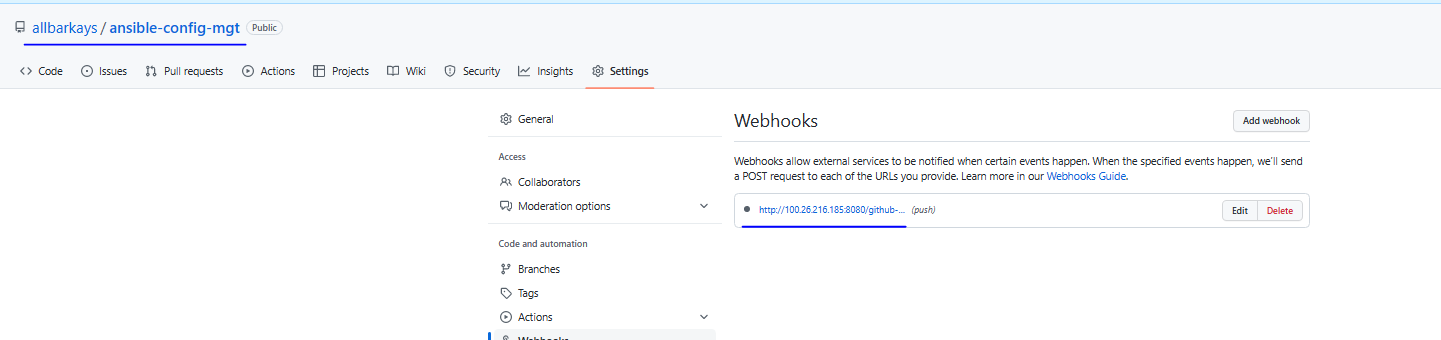 allbarkays / ansible-config-mgt Public
Code Issues Pull requests Actions Projects Wiki Security Insights Settings
General
Access
Collaborators
Moderation options
Code and automation
Branches
Tags
Actions
Webhooks
Webhooks Add webhook
Webhooks allow external services to be notified when certain events happen. When the specified events happen, we'll send
a POST request to each of the URLs you provide. Learn more in our Webhooks Guide.
http://100.26.216.185:8080/github-... (push) Edit Delete